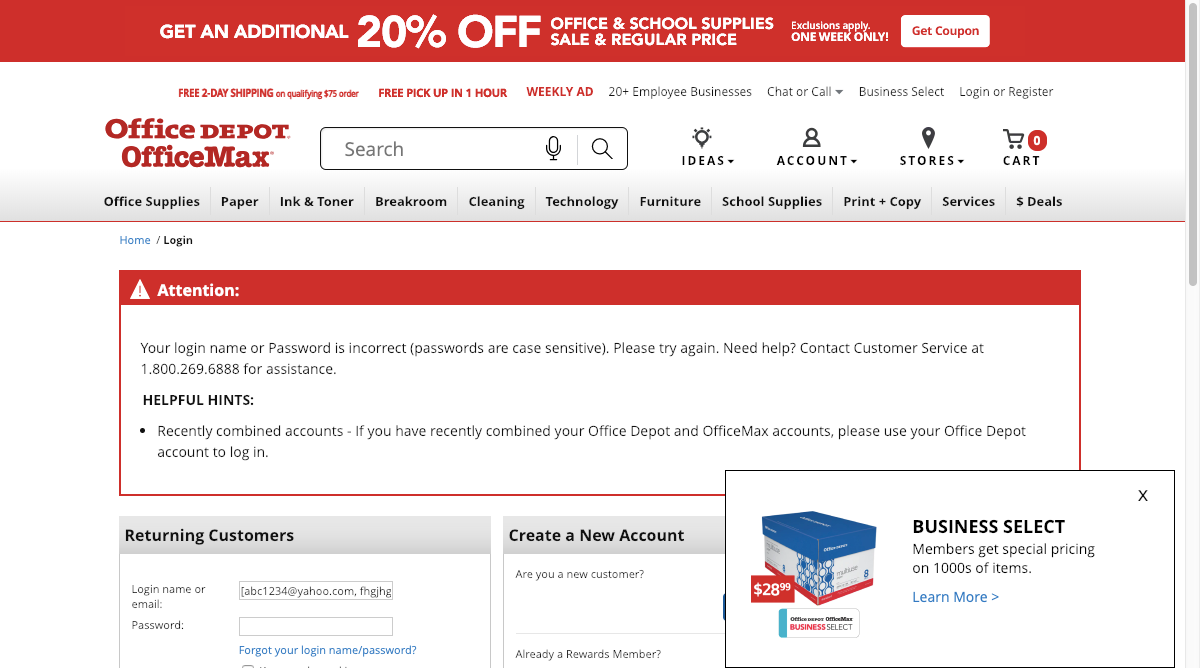 GET AN ADDITIONAL 20% OFF OFFICE & SCHOOL SUPPLIES SALE & REGULAR PRICE Exclusions apply. ONE WEEK ONLY! Get Coupon
FREE 2-DAY SHIPPING on qualifying $75 order FREE PICK UP IN 1 HOUR WEEKLY AD 20+ Employee Businesses Chat or Call Business Select Login or Register
Office DEPOT
OfficeMax
Search
IDEAS ACCOUNT STORES 0 CART
Office Supplies Paper Ink & Toner Breakroom Cleaning Technology Furniture School Supplies Print + Copy Services $ Deals
Home / Login
Attention:
Your login name or Password is incorrect (passwords are case sensitive). Please try again. Need help? Contact Customer Service at
1.800.269.6888 for assistance.
HELPFUL HINTS:
Recently combined accounts - If you have recently combined your Office Depot and OfficeMax accounts, please use your Office Depot
account to log in.
Returning Customers
Login name or
email:
[abc1234@yahoo.com, fhgjhg
Password:
Forgot your login name/password?
Create a New Account
Are you a new customer?
Already a Rewards Member?
X
BUSINESS SELECT
Members get special pricing
on 1000s of items.
Learn More >
Office DEPOT
multiuse
8
$2899
Office DEPOT OfficeMax
BUSINESS SELECT